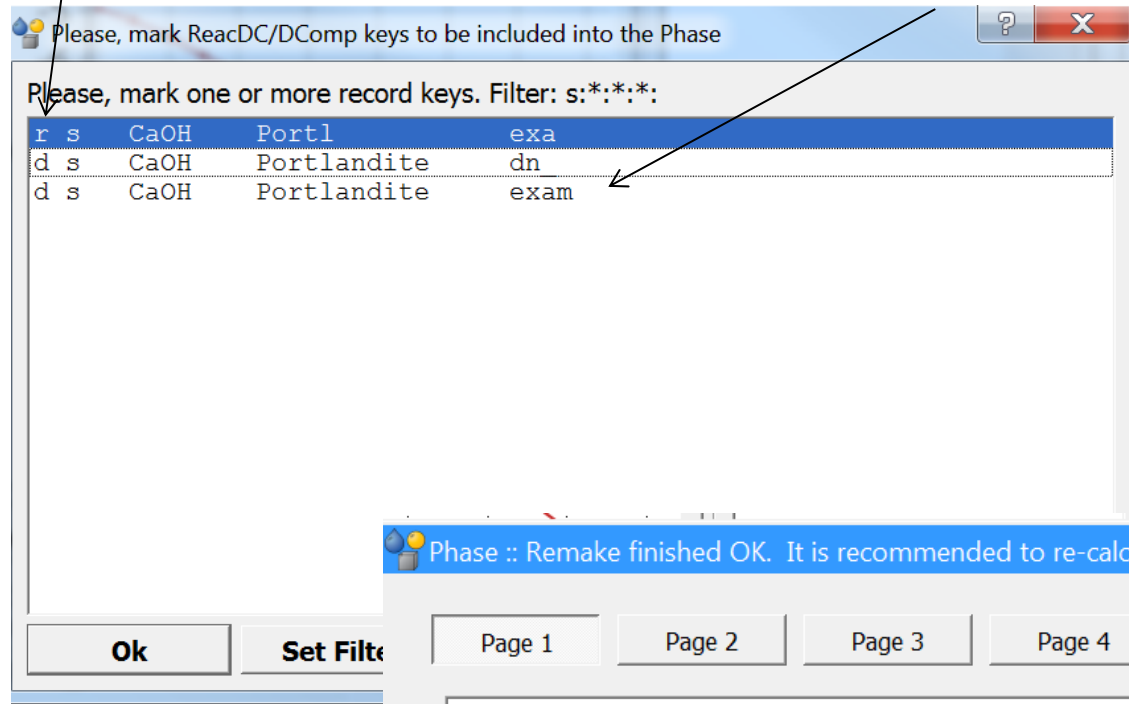 Please, mark ReacDC/DComp keys to be included into the Phase
Please, mark one or more record keys. Filter: s:*:*:*:
r s CaOH Portl exa
d s CaOH Portlandite dn_
d s CaOH Portlandite exam
Phase :: Remake finished OK. It is recommended to re-calc
Ok Set Filte
Page 1 Page 2 Page 3 Page 4